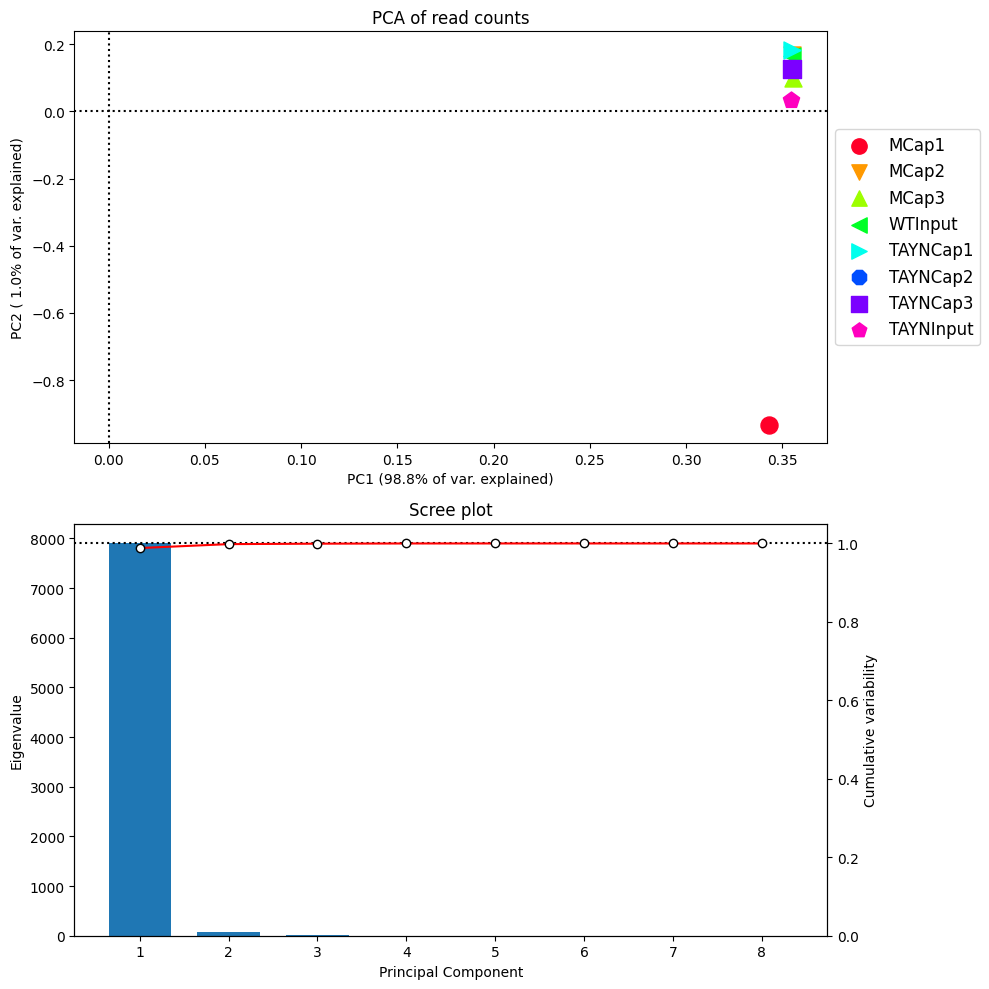 PCA of read counts
0.2
0.0
−0.2
−0.4
−0.6
−0.8
PC2 ( 1.0% of var. explained)
0.00 0.05 0.10 0.15 0.20 0.25 0.30 0.35
PC1 (98.8% of var. explained)
MCap1
MCap2
MCap3
WTInput
TAYNCap1
TAYNCap2
TAYNCap3
TAYNInput
Scree plot
8000
7000
6000
5000
4000
3000
2000
1000
0
Eigenvalue
1.0
0.8
0.6
0.4
0.2
0.0
Cumulative variability
1 2 3 4 5 6 7 8
Principal Component